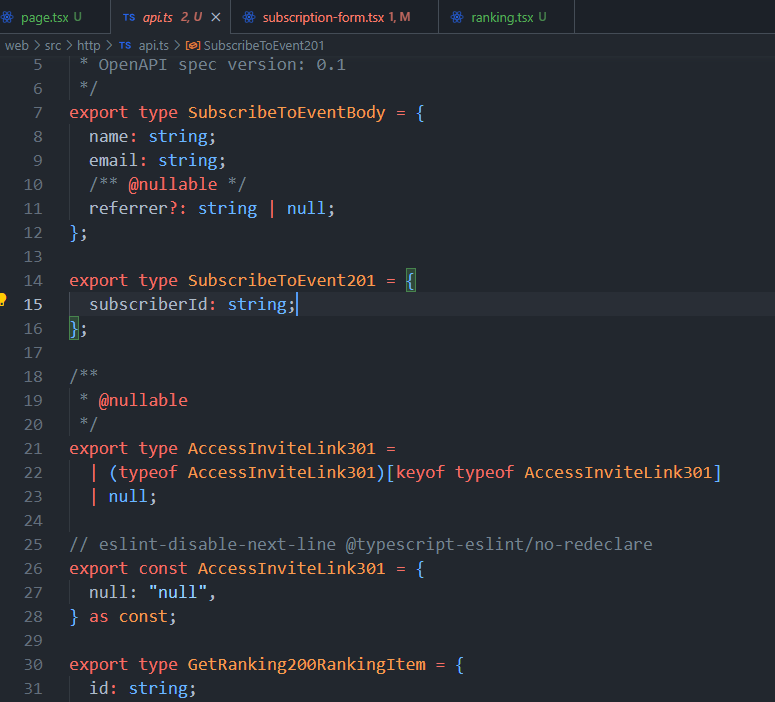 page.tsx U TS api.ts 2, U × subscription-form.tsx 1, M ranking.tsx U
web > src > http > TS api.ts > SubscribeToEvent201
5 * OpenAPI spec version: 0.1
6 */
7 export type SubscribeToEventBody = {
8 name: string;
9 email: string;
10 /** @nullable */
11 referrer?: string | null;
12 };
13
14 export type SubscribeToEvent201 = {
15 subscriberId: string;
16 };
17
18 /**
19 * @nullable
20 */
21 export type AccessInviteLink301 =
22 | (typeof AccessInviteLink301)[keyof typeof AccessInviteLink301]
23 | null;
24
25 // eslint-disable-next-line @typescript-eslint/no-redeclare
26 export const AccessInviteLink301 = {
27 null: "null",
28 } as const;
29
30 export type GetRanking200RankingItem = {
31 id: string;